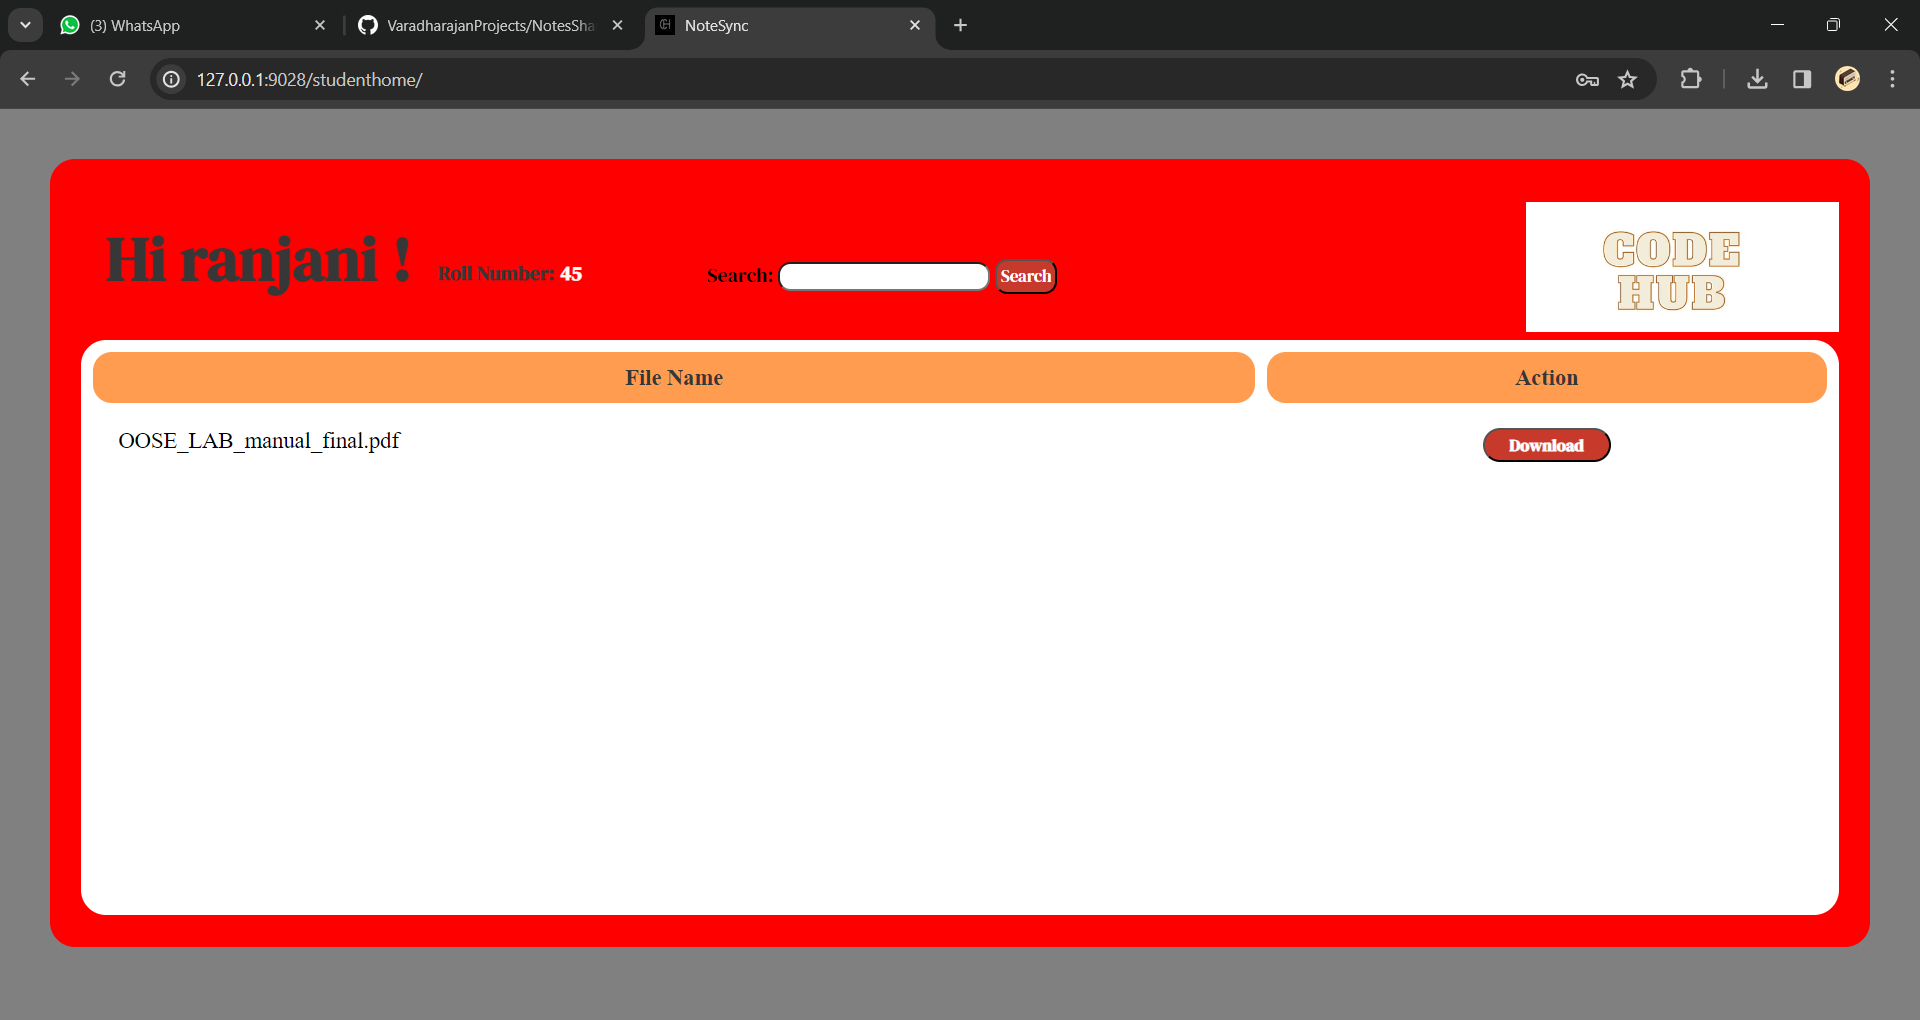 (3) WhatsApp
VaradharajanProjects/NotesSha
NoteSync
127.0.0.1:9028/studenthome/
Hi ranjani !
Roll Number: 45
Search:
Search
CODE
HUB
File Name
Action
OOSE_LAB_manual_final.pdf
Download